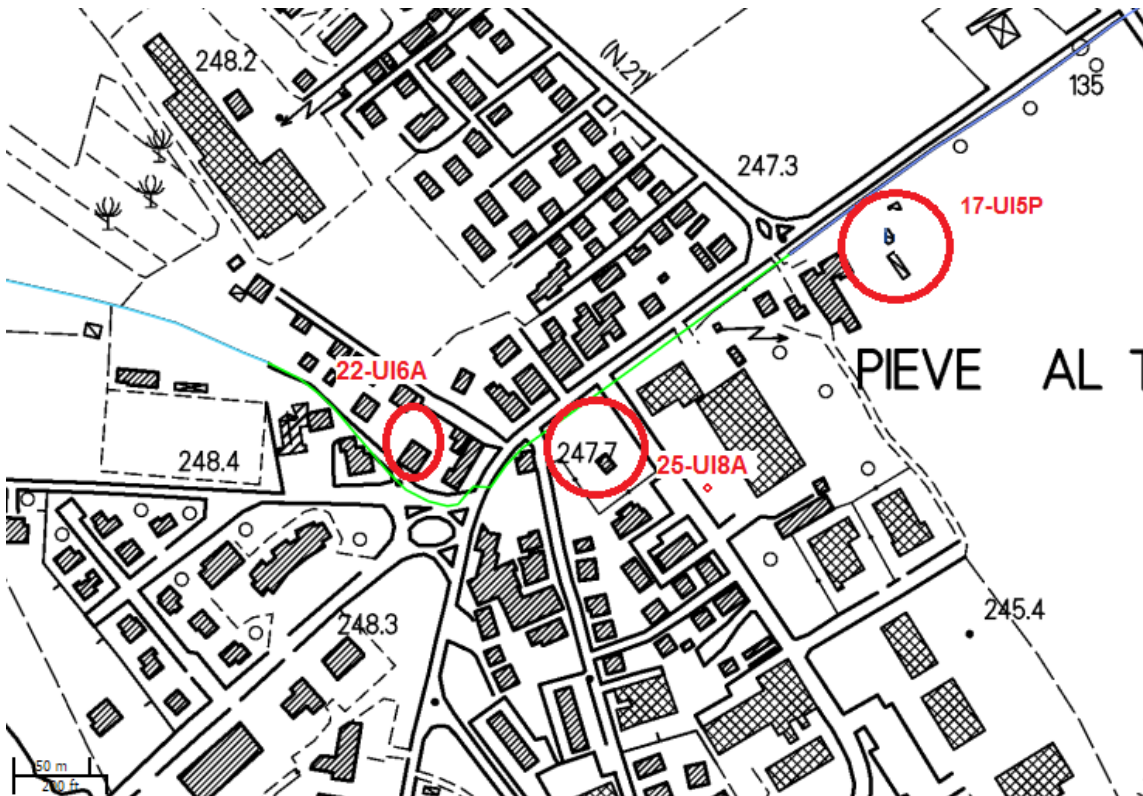 248.2
(N.21)
135
247.3
17-UI5P
PIEVE AL T
22-UI6A
247.7
25-UI8A
248.4
248.3
245.4
50 m
200 ft